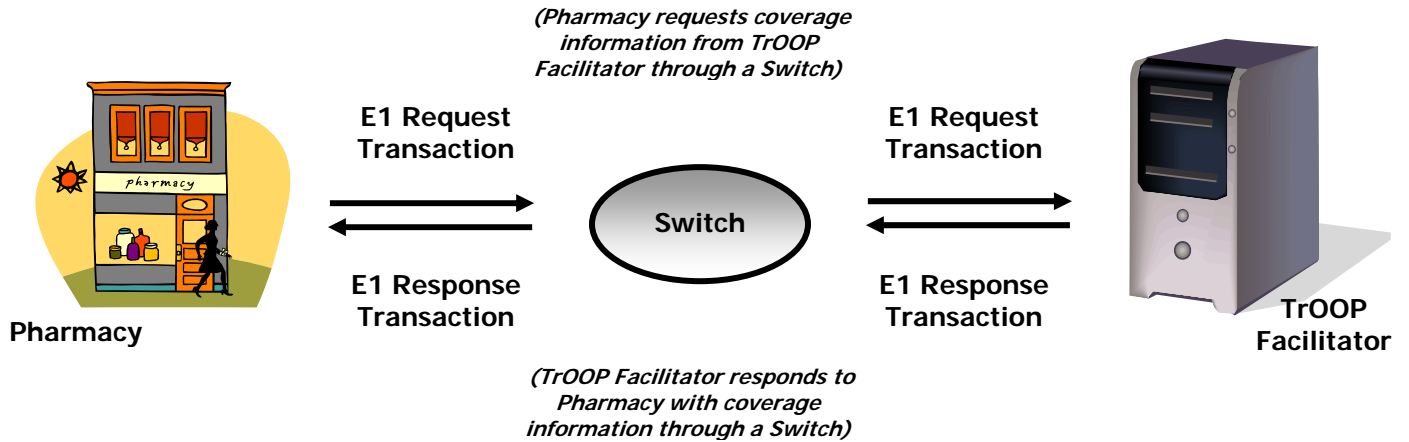 (Pharmacy requests coverage
information from TrOOP
Facilitator through a Switch)
E1 Request
Transaction
E1 Request
Transaction
pharmacy
Switch
E1 Response
Transaction
E1 Response
Transaction
Pharmacy
TrOOP
Facilitator
(TrOOP Facilitator responds to
Pharmacy with coverage
information through a Switch)